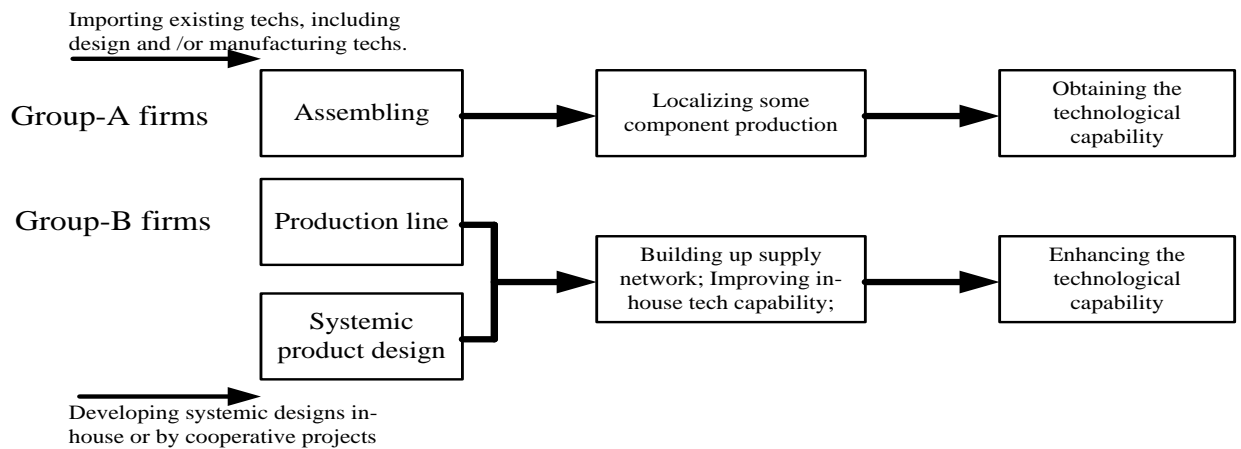 Importing existing techs, including
design and /or manufacturing techs.
Group-A firms
Assembling
Localizing some
component production
Obtaining the
technological
capability
Group-B firms
Production line
Systemic
product design
Building up supply
network; Improving in-
house tech capability;
Enhancing the
technological
capability
Developing systemic designs in-
house or by cooperative projects